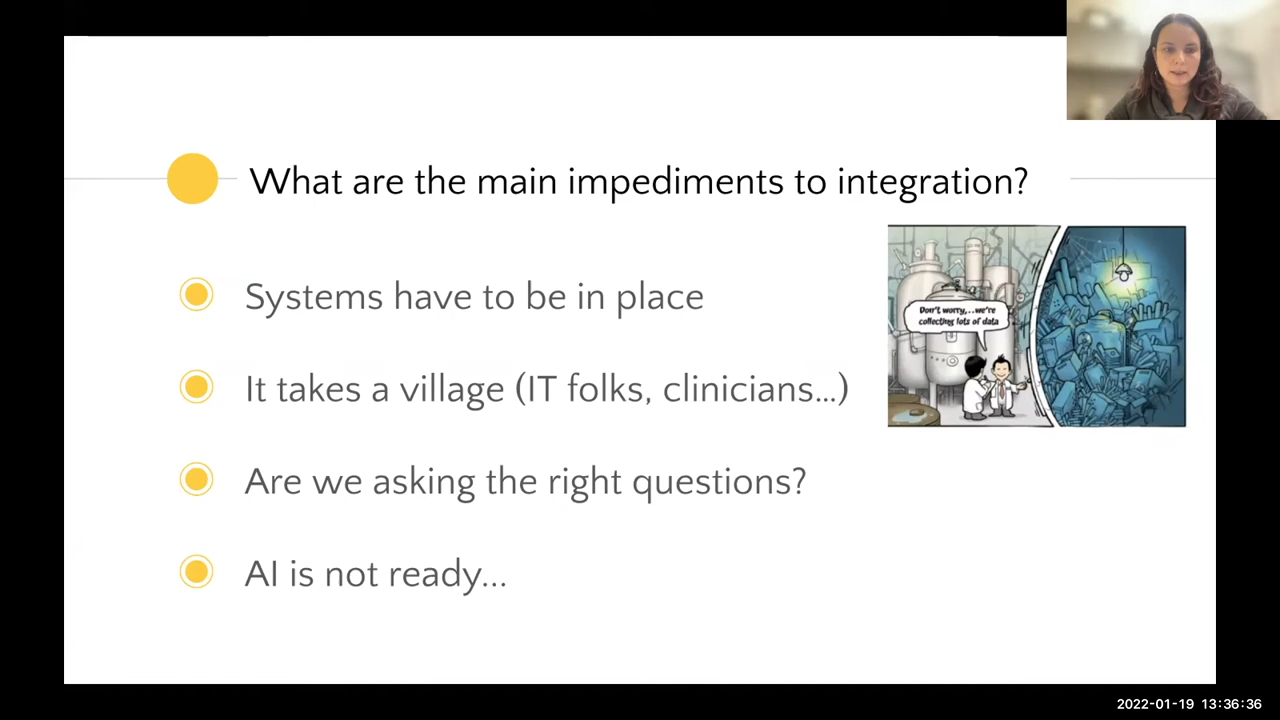 What are the main impediments to integration?
Systems have to be in place
Don't worry,...we're
collecting lots of data
It takes a village (IT folks, clinicians...)
Are we asking the right questions?
AI is not ready...
2022-01-19 13:36:36